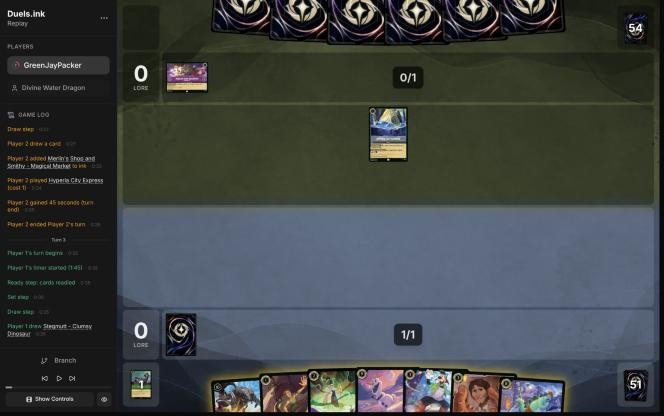 Duels.ink
Replay
PLAYERS
GreenJayPacker
Divine Water Dragon
GAME LOG
Draw step
Player 2 drew a card
Player 2 added Merlin's Shop and
Smithy - Magical Market to ink
Player 2 played Hyperia City Express
(cost 1)
Player 2 gained 45 seconds (turn
end)
Player 2 ended Player 2's turn
Turn 3
Player 1's turn begins
Player 1's timer started (1:45)
Ready step: cards readied
Set step
Draw step
Player 1 drew Stegmutt - Clumsy
Dinosaur
Branch
Show Controls
54
0
LORE
0/1
0
LORE
1/1
1
51